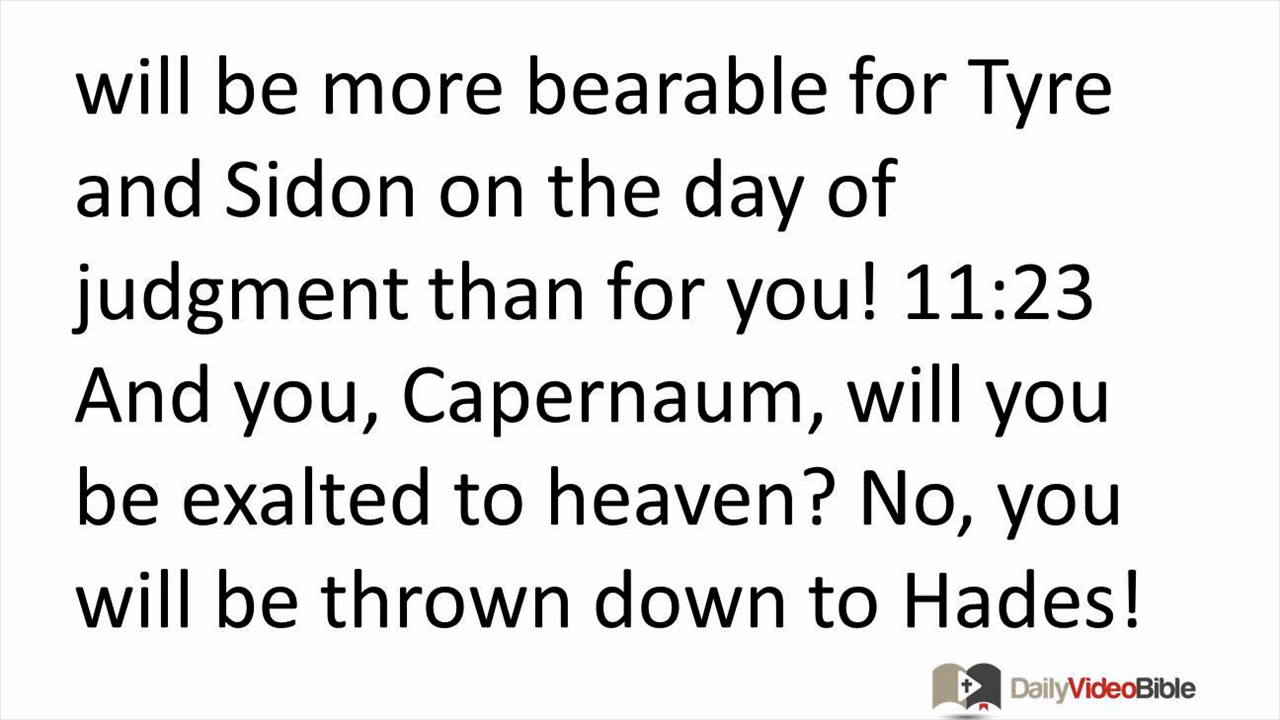 will be more bearable for Tyre
and Sidon on the day of
judgment than for you! 11:23
And you, Capernaum, will you
be exalted to heaven? No, you
will be thrown down to Hades!
DailyVideoBible